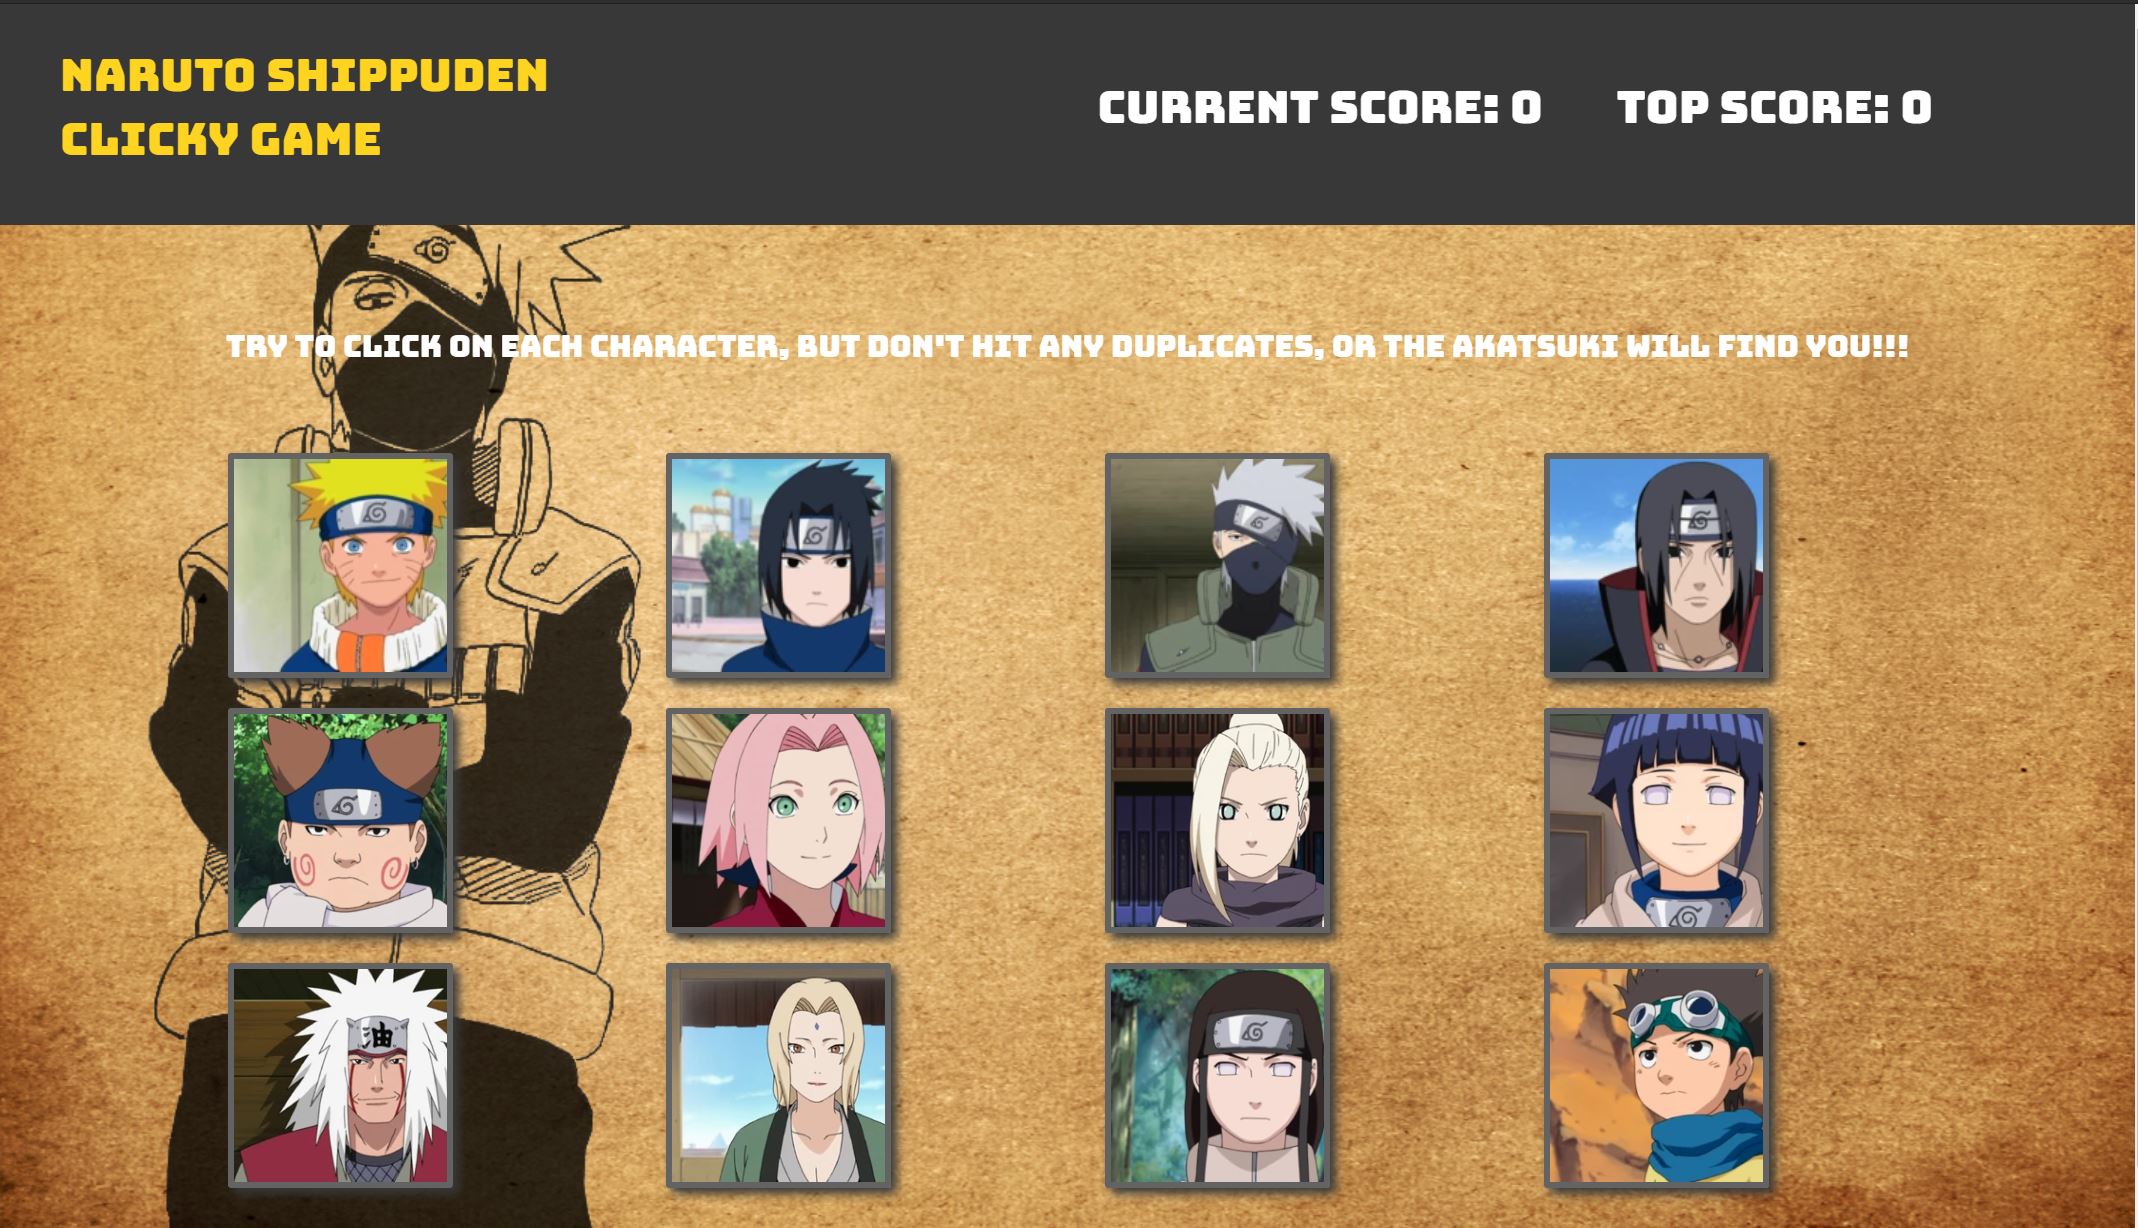 NARUTO SHIPPUDEN
CLICKY GAME
CURRENT SCORE: 0
TOP SCORE: 0
TRY TO CLICK ON EACH CHARACTER, BUT DON'T HIT ANY DUPLICATES, OR THE AKATSUKI WILL FIND YOU!!!
油